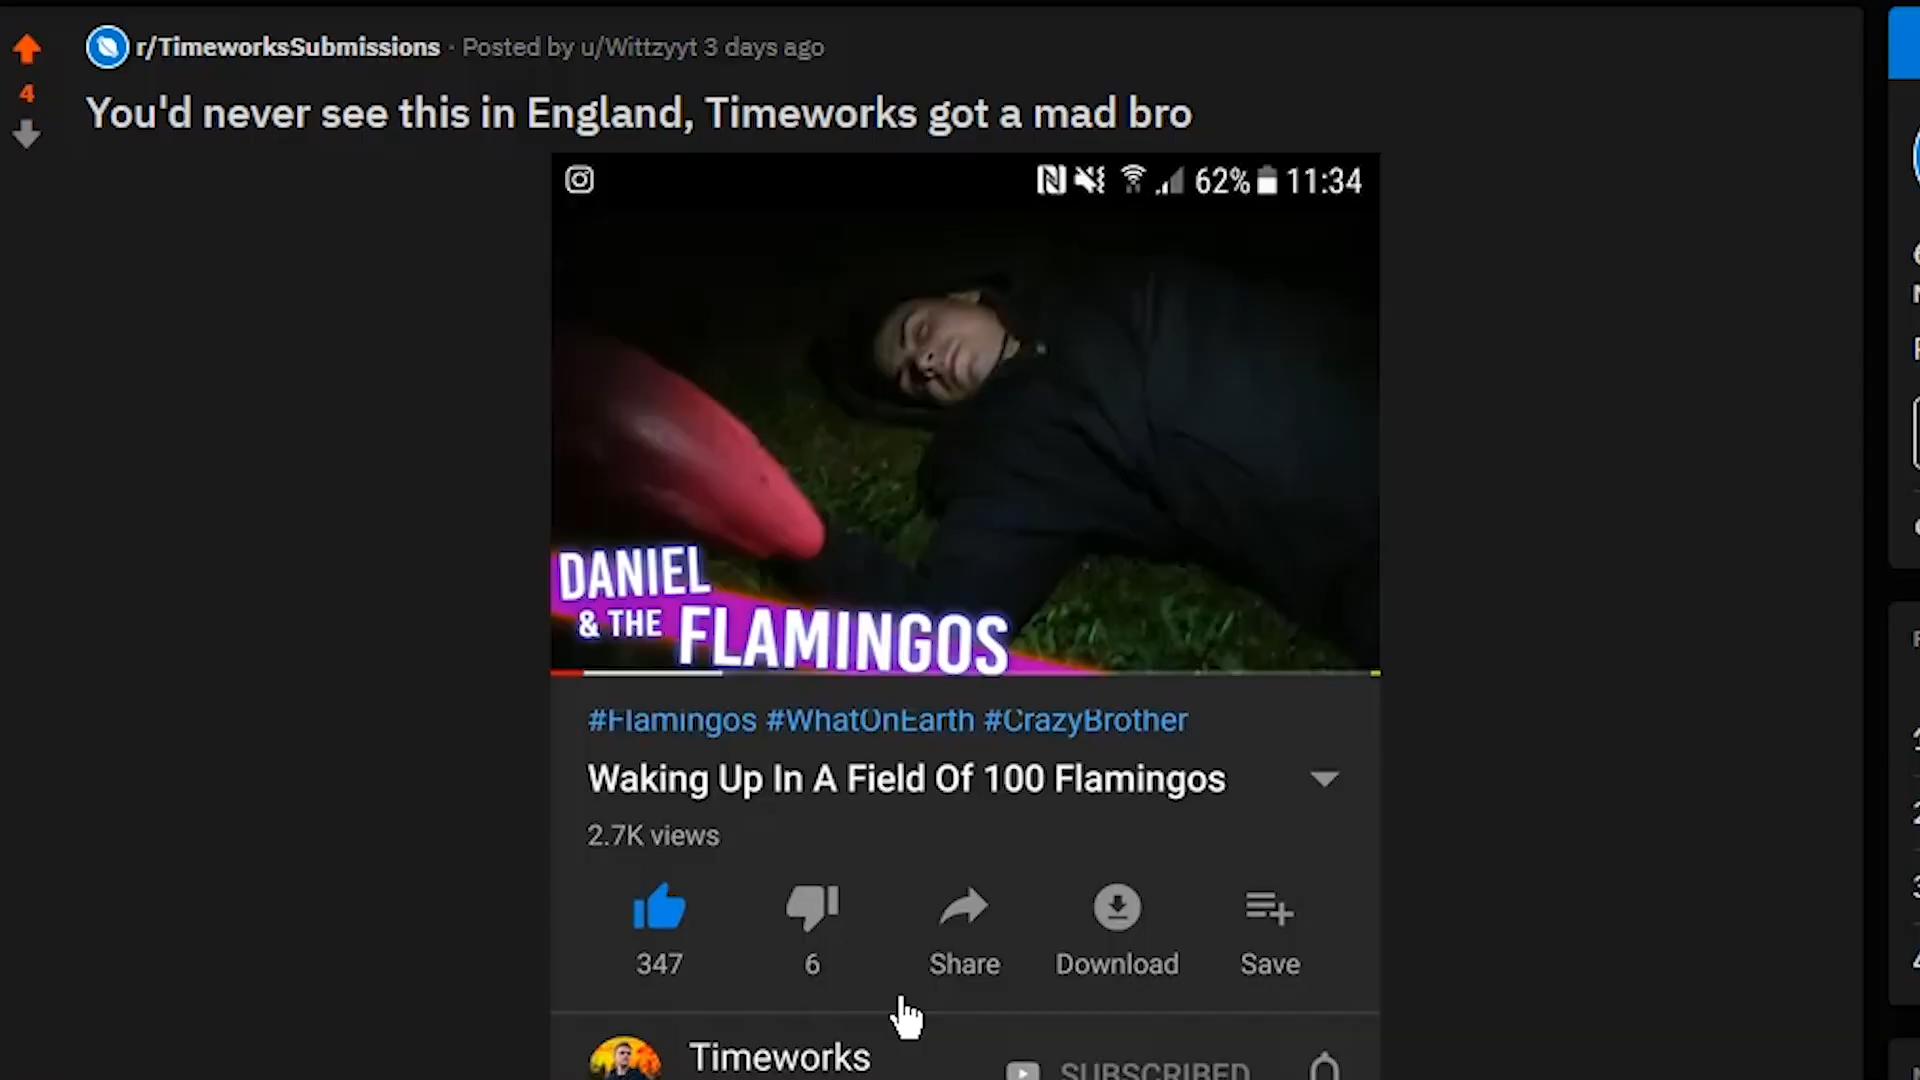 r/TimeworksSubmissions · Posted by u/Wittzyyt 3 days ago
4
You'd never see this in England, Timeworks got a mad bro
62% 11:34
DANIEL
& THE FLAMINGOS
#Flamingos #WhatOnEarth #CrazyBrother
Waking Up In A Field Of 100 Flamingos
2.7K views
347 6 Share Download Save
Timeworks
SUBSCRIBED